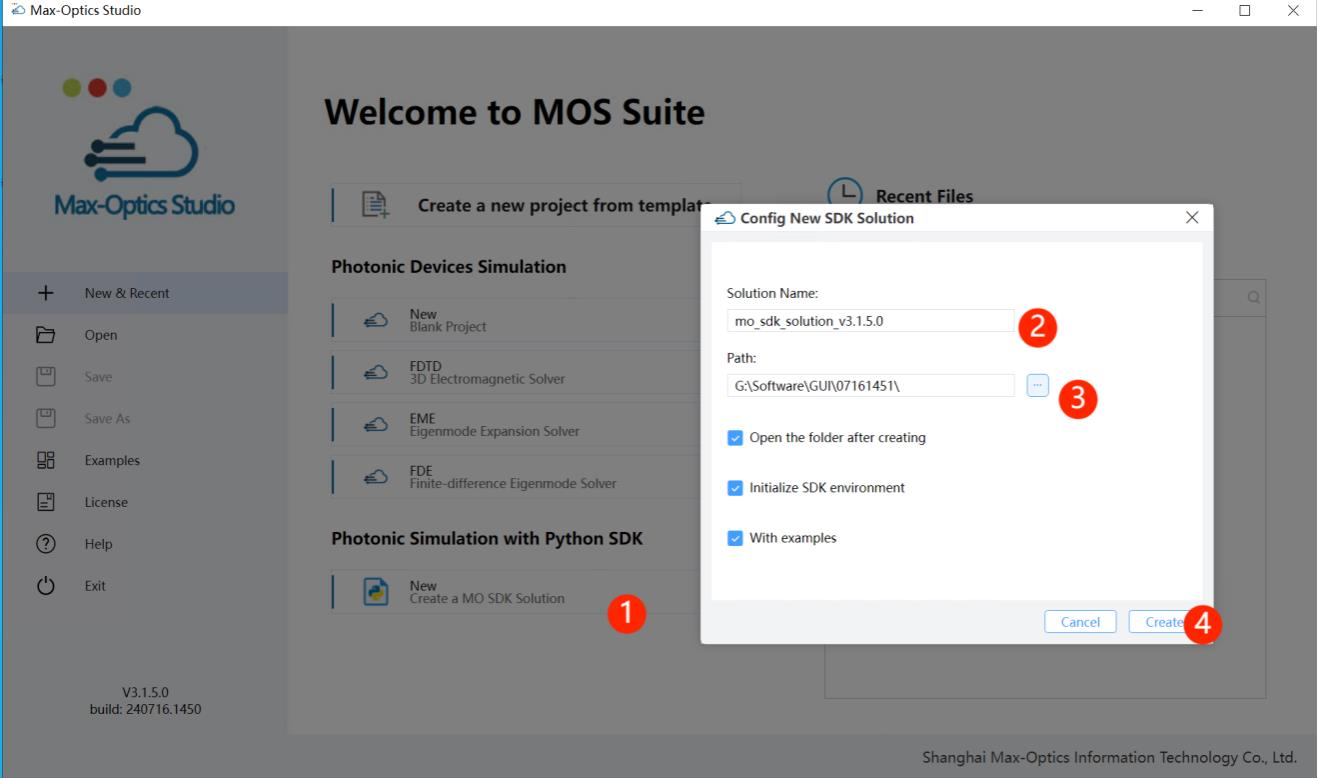 Max-Optics Studio
Max-Optics Studio
New & Recent
Open
Save
Save As
Examples
License
Help
Exit
V3.1.5.0
build: 240716.1450
Welcome to MOS Suite
Create a new project from template
Recent Files
Photonic Devices Simulation
New
Blank Project
FDTD
3D Electromagnetic Solver
EME
Eigenmode Expansion Solver
FDE
Finite-difference Eigenmode Solver
Photonic Simulation with Python SDK
New
Create a MO SDK Solution
1
Config New SDK Solution
Solution Name:
mo_sdk_solution_v3.1.5.0
2
Path:
G:\Software\GUI\07161451\
...
3
Open the folder after creating
Initialize SDK environment
With examples
Cancel
Create
4
Shanghai Max-Optics Information Technology Co., Ltd.